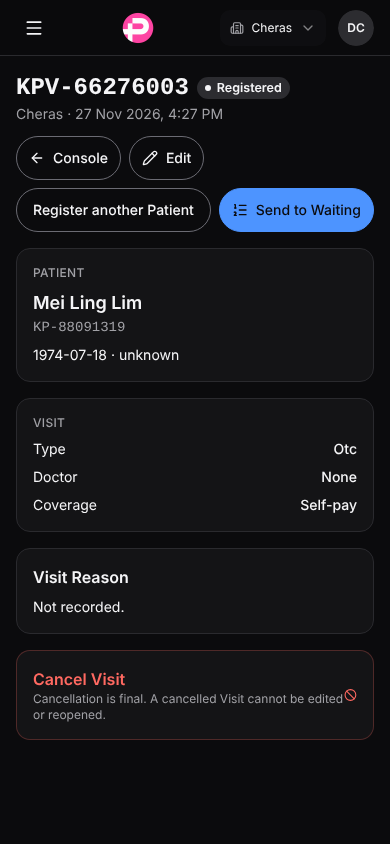 Cheras
DC
KPV-66276003
Registered
Cheras · 27 Nov 2026, 4:27 PM
Console
Edit
Register another Patient
Send to Waiting
PATIENT
Mei Ling Lim
KP-88091319
1974-07-18 · unknown
VISIT
Type Otc
Doctor None
Coverage Self-pay
Visit Reason
Not recorded.
Cancel Visit
Cancellation is final. A cancelled Visit cannot be edited
or reopened.